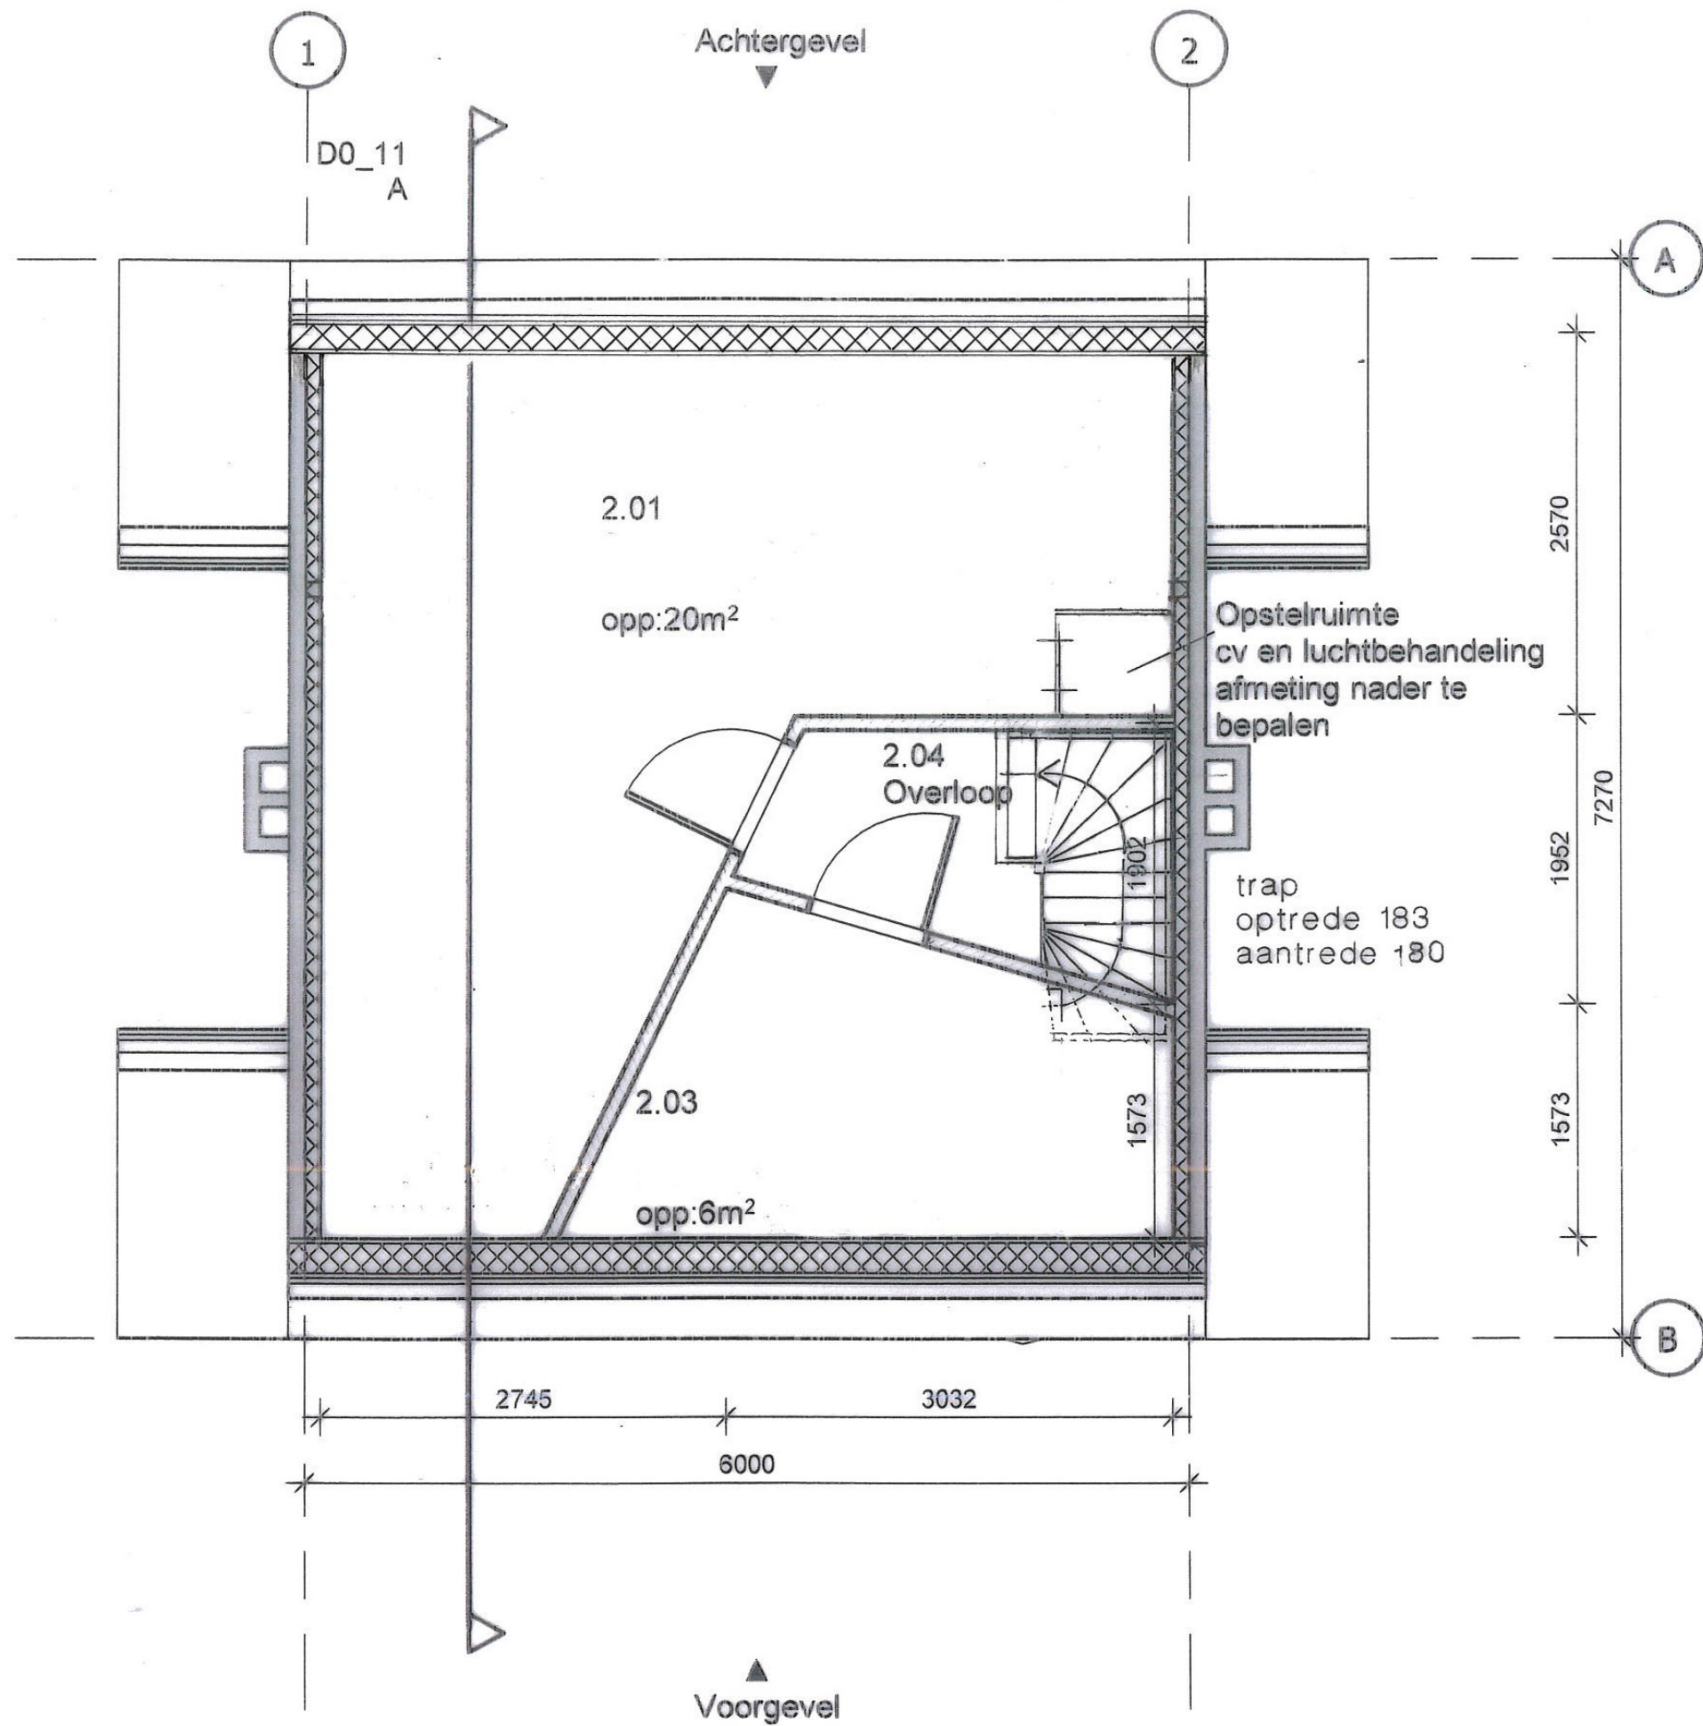 1
Achtergevel
2
D0_11
A
A
2.01
2570
opp:20m²
Opstelruimte
cv en luchtbehandeling
afmeting nader te
bepalen
2.04
Overloop
7270
1902
1952
trap
optrede 183
aantrede 180
2.03
1573
1573
opp:6m²
B
2745
3032
6000
Voorgevel